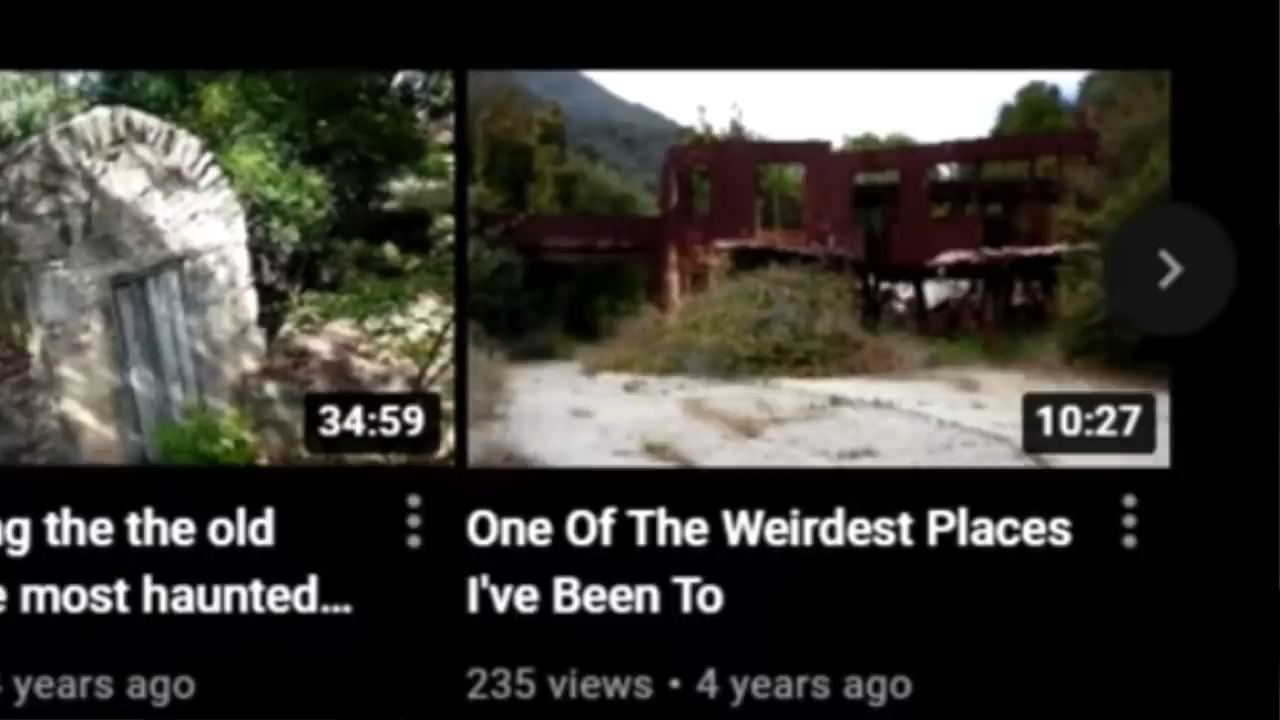 34:59
10:27
ng the the old
One Of The Weirdest Places
e most haunted...
I've Been To
years ago
235 views • 4 years ago